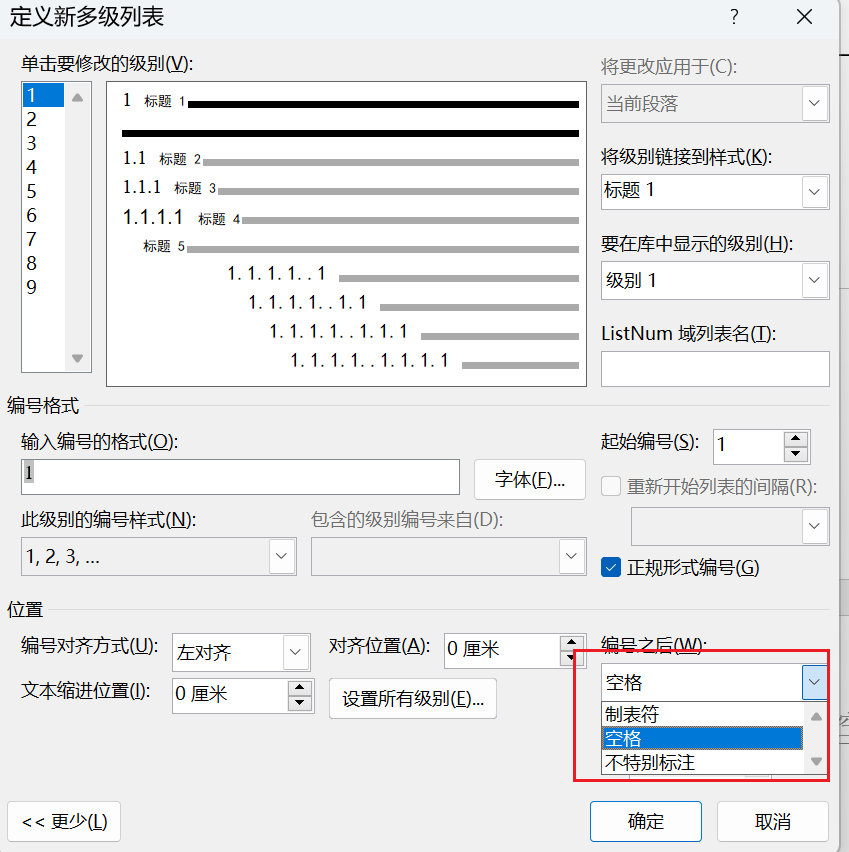 定义新多级列表 ?
单击要修改的级别(V):
1
2
3
4
5
6
7
8
9
1 标题 1
1.1 标题 2
1.1.1 标题 3
1.1.1.1 标题 4
标题 5
1.1.1.1..1
1.1.1.1..1.1
1.1.1.1..1.1.1
1.1.1.1..1.1.1.1
将更改应用于(C):
当前段落
将级别链接到样式(K):
标题 1
要在库中显示的级别(H):
级别 1
ListNum 域列表名(T):
编号格式
输入编号的格式(O):
1
字体(F)...
起始编号(S): 1
重新开始列表的间隔(R):
此级别的编号样式(N):
1, 2, 3, ...
包含的级别编号来自(D):
正规形式编号(G)
位置
编号对齐方式(U): 左对齐
对齐位置(A): 0 厘米
文本缩进位置(I): 0 厘米
设置所有级别(E)...
编号之后(W):
空格
制表符
空格
不特别标注
<< 更少(L)
确定
取消